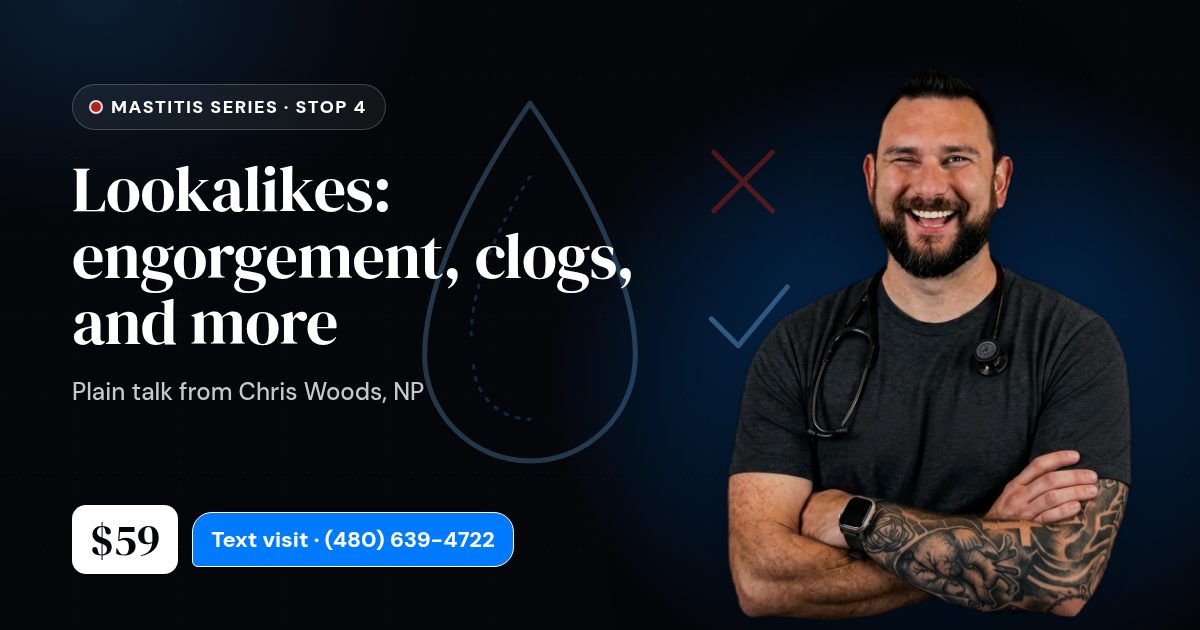 MASTITIS SERIES · STOP 4
Lookalikes:
engorgement, clogs,
and more
Plain talk from Chris Woods, NP
$59
Text visit · (480) 639-4722